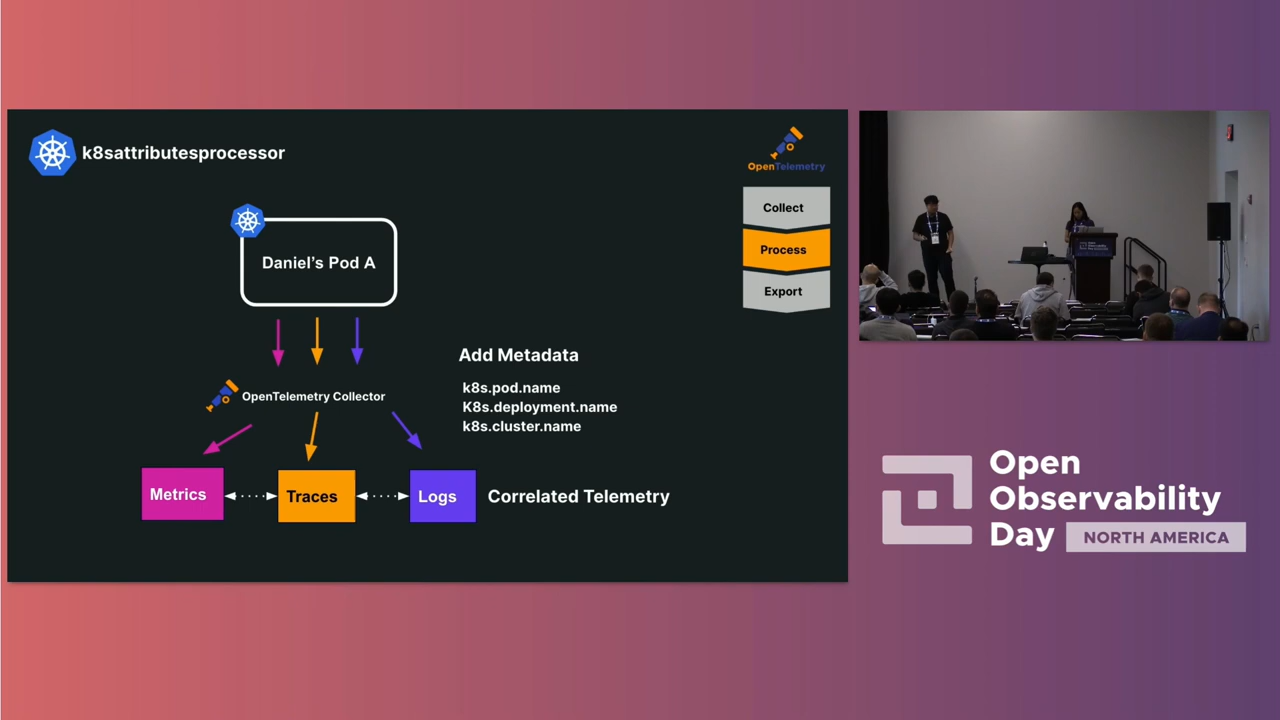 k8sattributesprocessor
OpenTelemetry
Collect
Process
Export
Daniel's Pod A
Add Metadata
k8s.pod.name
K8s.deployment.name
k8s.cluster.name
OpenTelemetry Collector
Metrics
Traces
Logs
Correlated Telemetry
Open
Observability
Day
NORTH AMERICA